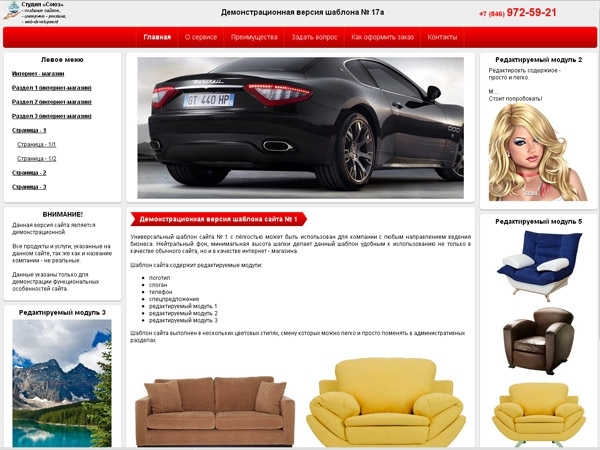 Студия «Союз»
- создание сайтов,
- интернет - реклама,
- web-development
Демонстрационная версия шаблона № 17а
+7 (846) 972-59-21
Главная
О сервисе
Преимущества
Задать вопрос
Как оформить заказ
Контакты
Левое меню
Интернет - магазин
Раздел 1 (интернет-магазин)
Раздел 2 (интернет-магазин)
Раздел 3 (интернет-магазин)
Страница - 1
Страница - 1/1
Страница - 1/2
Страница - 2
Страница - 3
ВНИМАНИЕ!
Данная версия сайта является
демонстрационной.
Все продукты и услуги, указанные на
данном сайте, так же как и название
компании - не реальные.
Данные указаны только для
демонстрации функциональных
особенностей сайта.
Редактируемый модуль 3
GT 440 HP
Демонстрационная версия шаблона сайта № 1
Универсальный шаблон сайта № 1 с лёгкостью может быть использован для компании с любым направлением ведения
бизнеса. Нейтральный фон, минимальная высота шапки делает данный шаблон удобным к использованию не только в
качестве обычного сайта, но и в качестве интернет - магазина.
Шаблон сайта содержит редактируемые модули:
логотип
слоган
телефон
спецпредложение
редактируемый модуль 1
редактируемый модуль 2
редактируемый модуль 3
Шаблон сайта выполнен в нескольких цветовых стилях, смену которых можно легко и просто поменять в административных
разделах.
Редактируемый модуль 2
Редактировать содержимое -
просто и легко.
М...
Стоит попробовать!
Редактируемый модуль 5